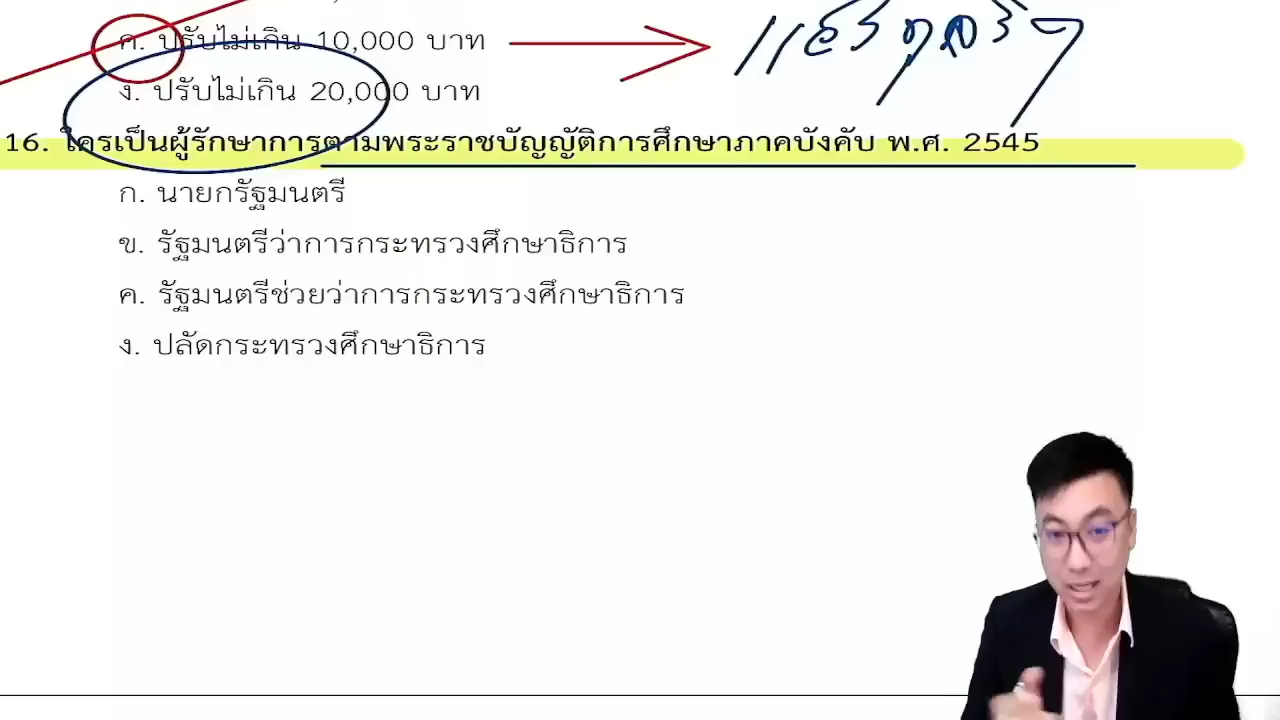 ค. ปรับไม่เกิน 10,000 บาท
ง. ปรับไม่เกิน 20,000 บาท
16. ใครเป็นผู้รักษาการตามพระราชบัญญัติการศึกษาภาคบังคับ พ.ศ. 2545
ก. นายกรัฐมนตรี
ข. รัฐมนตรีว่าการกระทรวงศึกษาธิการ
ค. รัฐมนตรีช่วยว่าการกระทรวงศึกษาธิการ
ง. ปลัดกระทรวงศึกษาธิการ